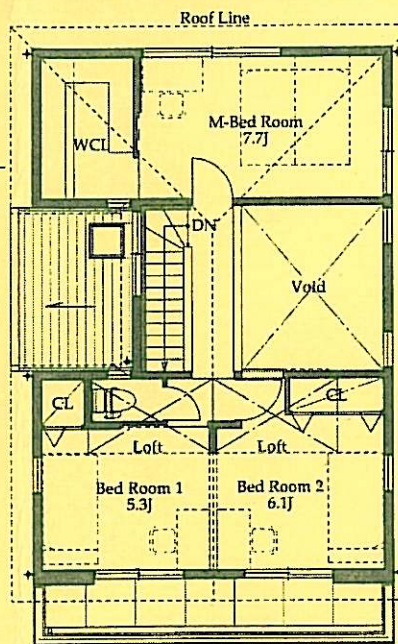 Roof Line
M-Bed Room
7.7J
WCL
DN
Void
CL
CL
Loft
Loft
Bed Room 1
5.3J
Bed Room 2
6.1J